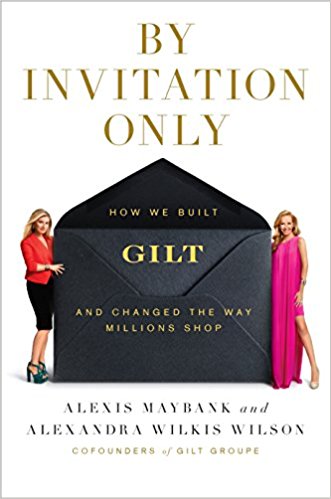 BY
INVITATION
ONLY
HOW WE BUILT
GILT
AND CHANGED THE WAY
MILLIONS SHOP
ALEXIS MAYBANK and
ALEXANDRA WILKIS WILSON
COFOUNDERS of GILT GROUPE